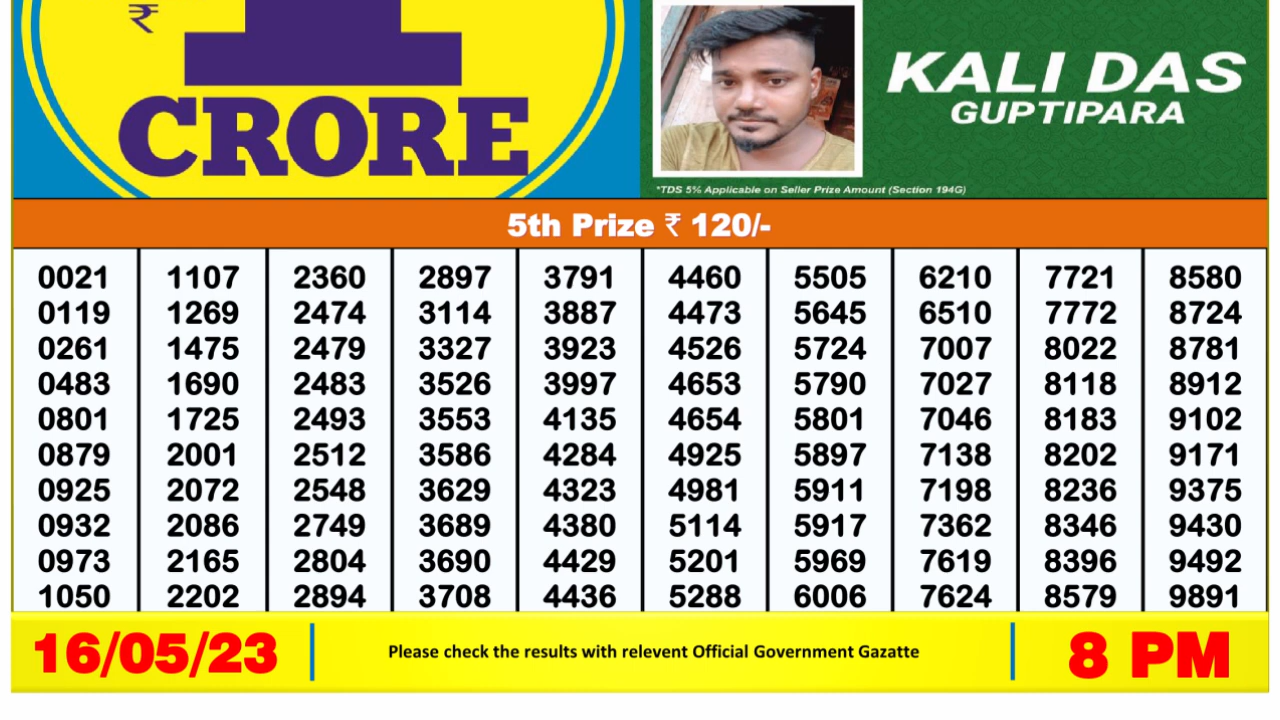 ₹ 1
CRORE
KALI DAS
GUPTIPARA
*TDS 5% Applicable on Seller Prize Amount (Section 194G)
5th Prize ₹ 120/-
0021 1107 2360 2897 3791 4460 5505 6210 7721 8580
0119 1269 2474 3114 3887 4473 5645 6510 7772 8724
0261 1475 2479 3327 3923 4526 5724 7007 8022 8781
0483 1690 2483 3526 3997 4653 5790 7027 8118 8912
0801 1725 2493 3553 4135 4654 5801 7046 8183 9102
0879 2001 2512 3586 4284 4925 5897 7138 8202 9171
0925 2072 2548 3629 4323 4981 5911 7198 8236 9375
0932 2086 2749 3689 4380 5114 5917 7362 8346 9430
0973 2165 2804 3690 4429 5201 5969 7619 8396 9492
1050 2202 2894 3708 4436 5288 6006 7624 8579 9891
16/05/23 Please check the results with relevent Official Government Gazatte 8 PM